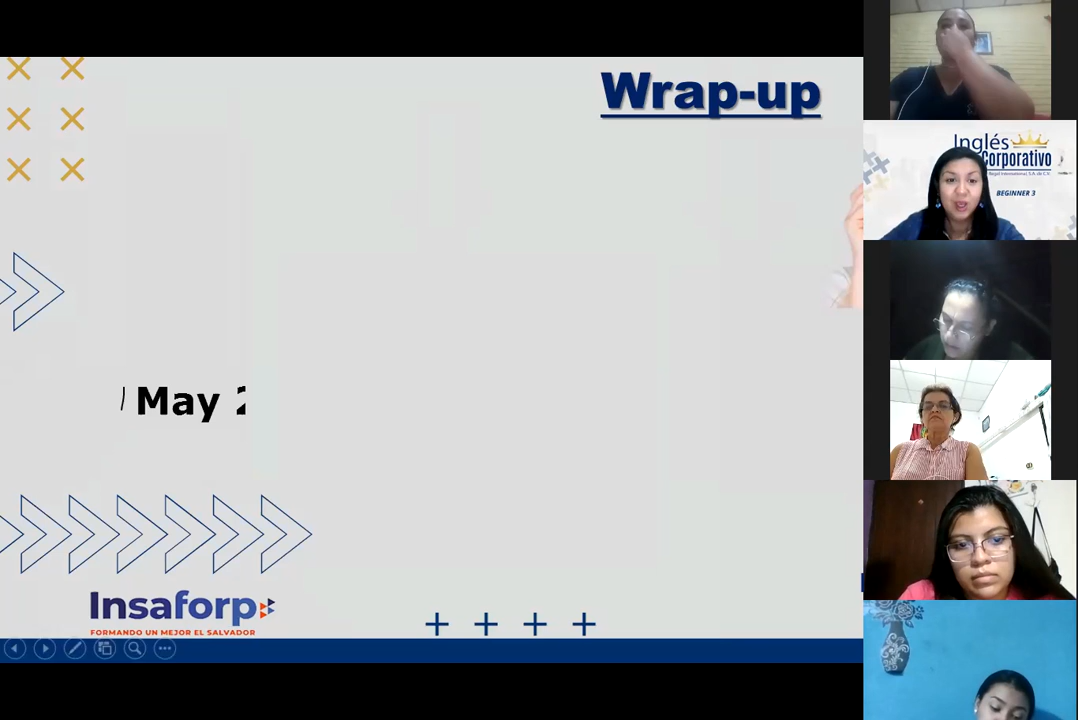 Wrap-up
Inglés
Corporativo
BEGINNER 3
May
Insaforp
FORMANDO UN MEJOR EL SALVADOR